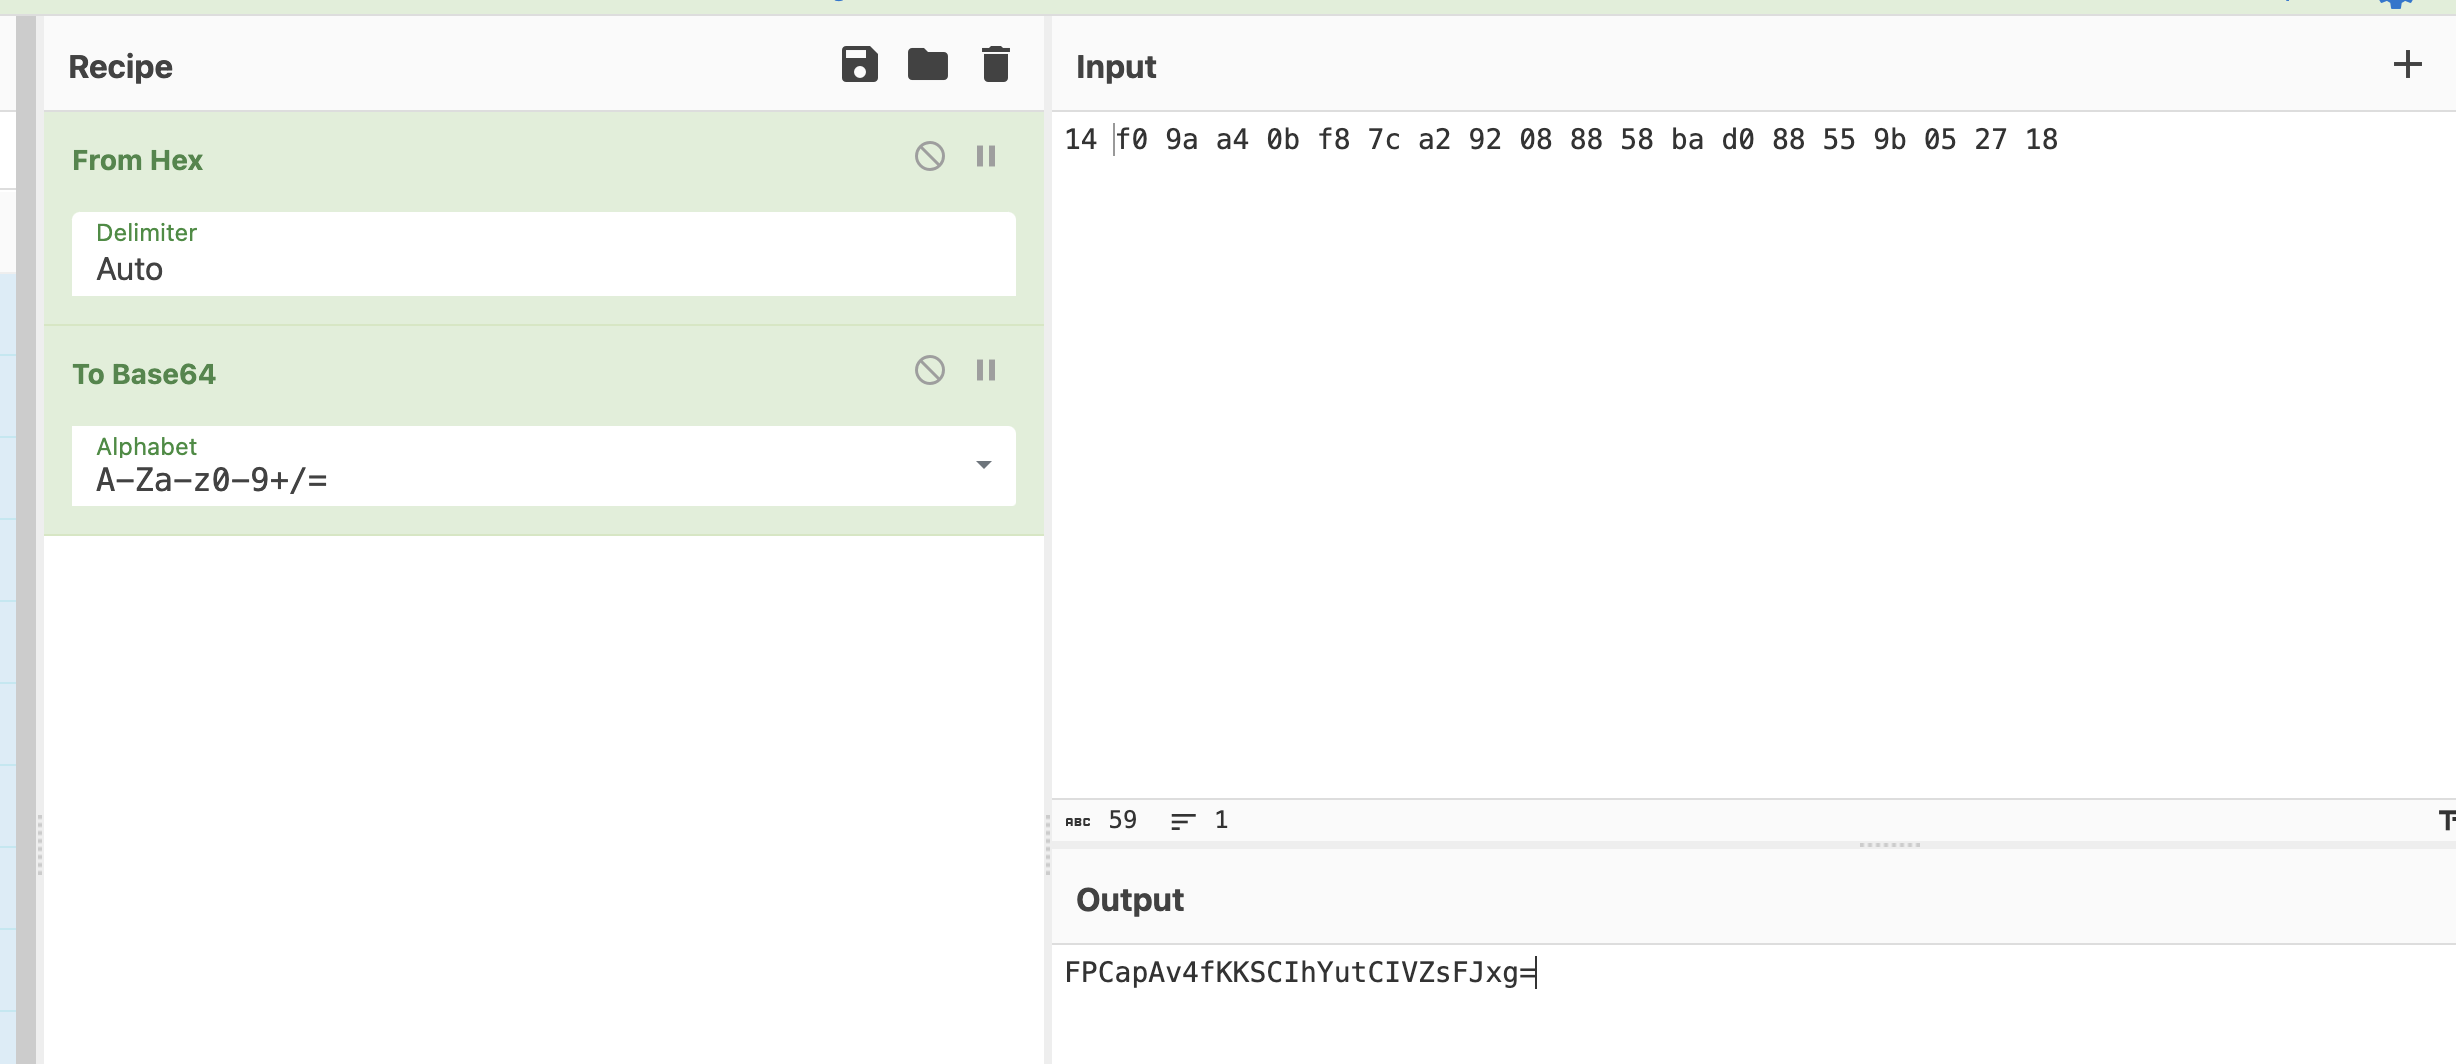 Recipe
From Hex
Delimiter
Auto
To Base64
Alphabet
A-Za-z0-9+/=
Input
14 f0 9a a4 0b f8 7c a2 92 08 88 58 ba d0 88 55 9b 05 27 18
ABC 59 1
Output
FPCapAv4fKKSCIhYutCIVZsFJxg=